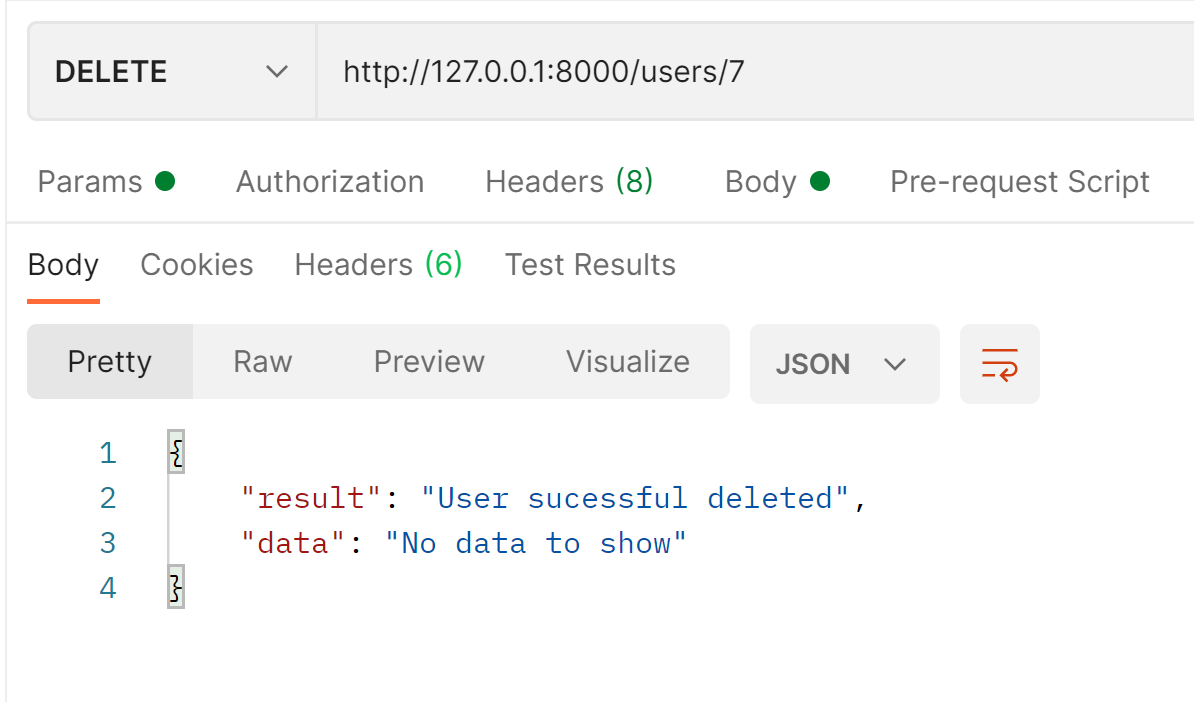 DELETE http://127.0.0.1:8000/users/7
Params Authorization Headers (8) Body Pre-request Script
Body Cookies Headers (6) Test Results
Pretty Raw Preview Visualize JSON
1 {
2 "result": "User sucessful deleted",
3 "data": "No data to show"
4 }